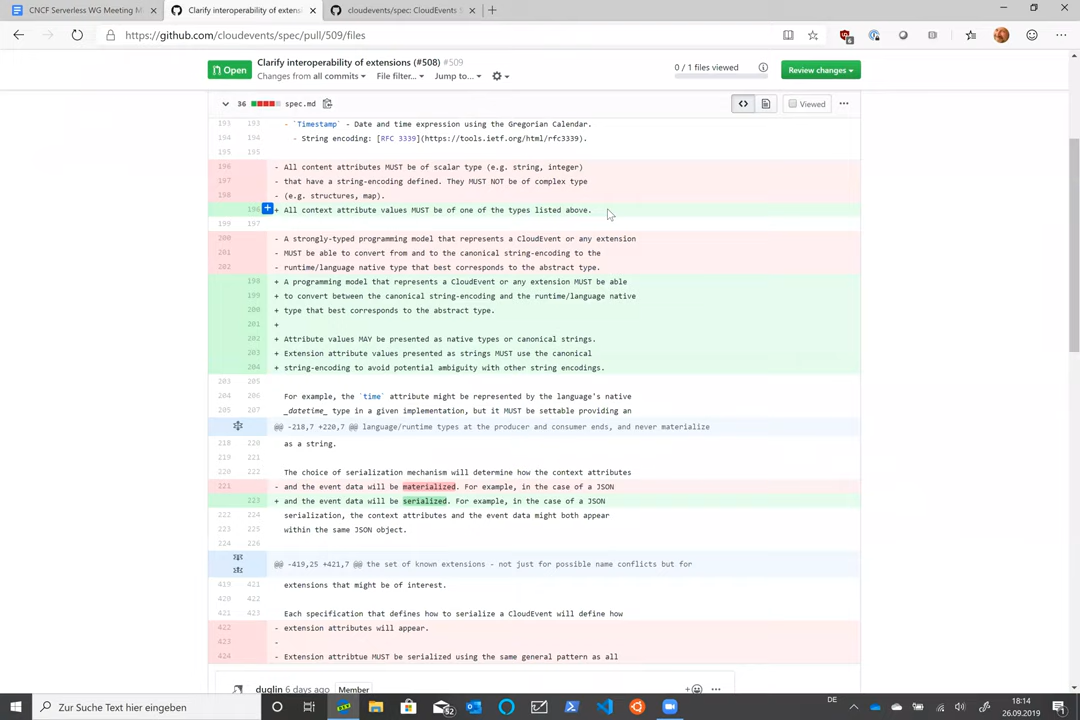 CNCF Serverless WG Meeting M
Clarify interoperability of extensi
cloudevents/spec: CloudEvents S
https://github.com/cloudevents/spec/pull/509/files
6
Open
Clarify interoperability of extensions (#508) #509
Changes from all commits
File filter...
Jump to...
0 / 1 files viewed
Review changes
36 spec.md
Viewed
193 193 - `Timestamp` - Date and time expression using the Gregorian Calendar.
194 194 - String encoding: [RFC 3339](https://tools.ietf.org/html/rfc3339).
195 195
196 - All content attributes MUST be of scalar type (e.g. string, integer)
197 - that have a string-encoding defined. They MUST NOT be of complex type
198 - (e.g. structures, map).
196 + All context attribute values MUST be of one of the types listed above.
199 197
200 - A strongly-typed programming model that represents a CloudEvent or any extension
201 - MUST be able to convert from and to the canonical string-encoding to the
202 - runtime/language native type that best corresponds to the abstract type.
198 + A programming model that represents a CloudEvent or any extension MUST be able
199 + to convert between the canonical string-encoding and the runtime/language native
200 + type that best corresponds to the abstract type.
201 +
202 + Attribute values MAY be presented as native types or canonical strings.
203 + Extension attribute values presented as strings MUST use the canonical
204 + string-encoding to avoid potential ambiguity with other string encodings.
203 205
204 206 For example, the `time` attribute might be represented by the language's native
205 207 _datetime_ type in a given implementation, but it MUST be settable providing an
@@ -218,7 +220,7 @@ language/runtime types at the producer and consumer ends, and never materialize
218 220 as a string.
219 221
220 222 The choice of serialization mechanism will determine how the context attributes
221 - and the event data will be materialized. For example, in the case of a JSON
223 + and the event data will be serialized. For example, in the case of a JSON
222 224 serialization, the context attributes and the event data might both appear
223 225 within the same JSON object.
224 226
@@ -419,25 +421,7 @@ the set of known extensions - not just for possible name conflicts but for
419 421 extensions that might be of interest.
420 422
421 423 Each specification that defines how to serialize a CloudEvent will define how
422 - extension attributes will appear.
423 -
424 - Extension attribtue MUST be serialized using the same general pattern as all
duglin 6 days ago Member
Zur Suche Text hier eingeben
52
DE
18:14
26.09.2019
1